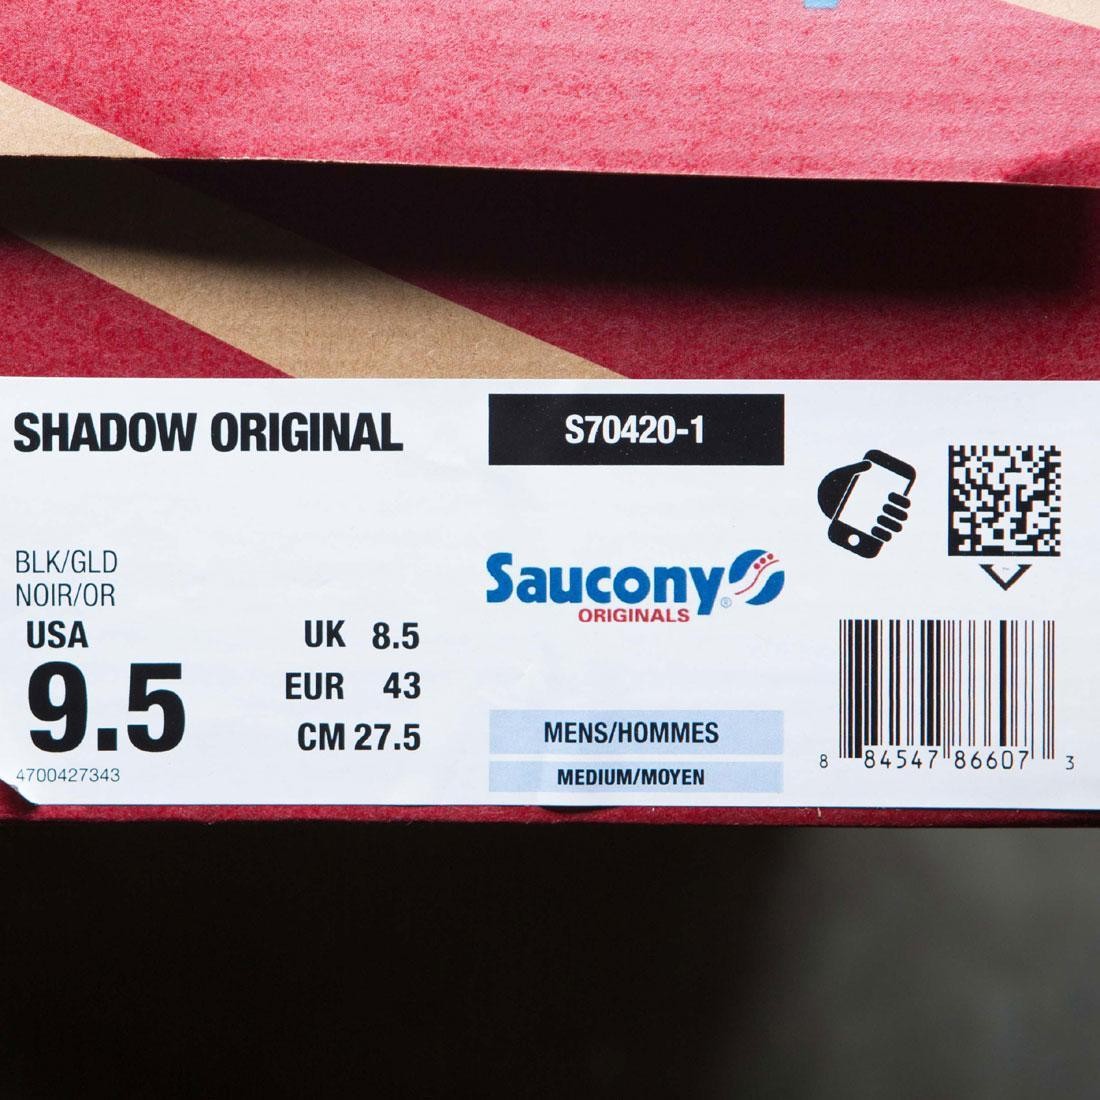 SHADOW ORIGINAL
S70420-1
BLK/GLD
NOIR/OR
USA
9.5
UK 8.5
EUR 43
CM 27.5
4700427343
Saucony®
ORIGINALS
MENS/HOMMES
MEDIUM/MOYEN
8 84547 86607 3